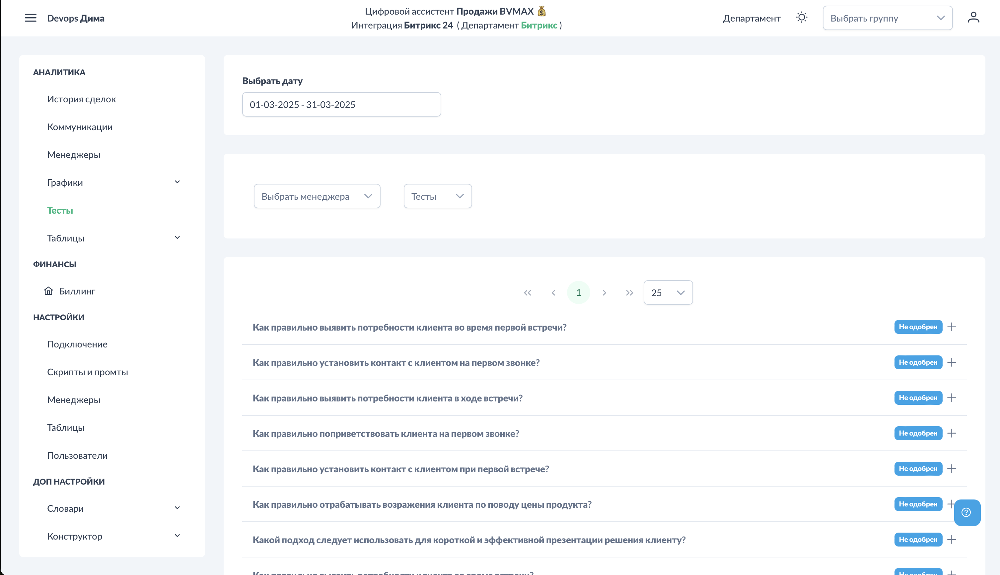 Devops Дима
Цифровой ассистент Продажи BVMAX 💰
Интеграция Битрикс 24 ( Департамент Битрикс )
Департамент
Выбрать группу
АНАЛИТИКА
История сделок
Коммуникации
Менеджеры
Графики
Тесты
Таблицы
ФИНАНСЫ
Биллинг
НАСТРОЙКИ
Подключение
Скрипты и промты
Менеджеры
Таблицы
Пользователи
ДОП НАСТРОЙКИ
Словари
Конструктор
Выбрать дату
01-03-2025 - 31-03-2025
Выбрать менеджера
Тесты
« ‹ 1 › » 25
Как правильно выявить потребности клиента во время первой встречи? Не одобрен
Как правильно установить контакт с клиентом на первом звонке? Не одобрен
Как правильно выявить потребности клиента в ходе встречи? Не одобрен
Как правильно поприветствовать клиента на первом звонке? Не одобрен
Как правильно установить контакт с клиентом при первой встрече? Не одобрен
Как правильно отрабатывать возражения клиента по поводу цены продукта? Не одобрен
Какой подход следует использовать для короткой и эффективной презентации решения клиенту? Не одобрен
Как правильно выявить потребности клиента во время встречи? Не одобрен